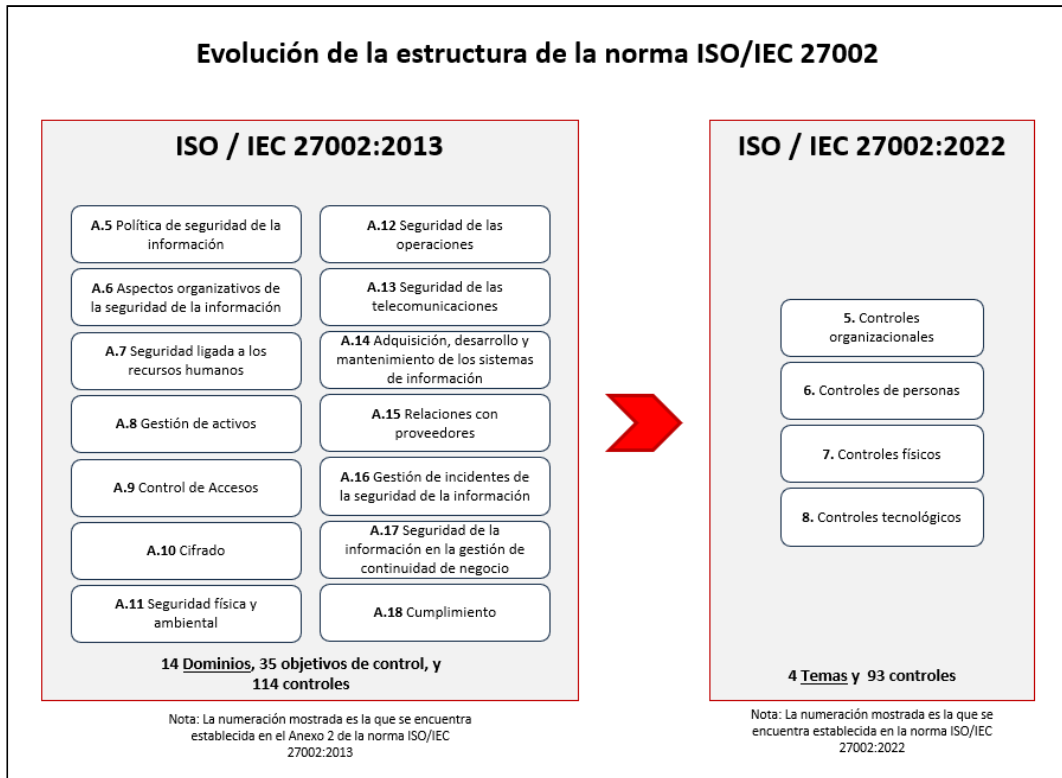 Evolución de la estructura de la norma ISO/IEC 27002
ISO / IEC 27002:2013
A.5 Política de seguridad de la
información
A.6 Aspectos organizativos de
la seguridad de la información
A.7 Seguridad ligada a los
recursos humanos
A.8 Gestión de activos
A.9 Control de Accesos
A.10 Cifrado
A.11 Seguridad física y
ambiental
A.12 Seguridad de las
operaciones
A.13 Seguridad de las
telecomunicaciones
A.14 Adquisición, desarrollo y
mantenimiento de los sistemas
de información
A.15 Relaciones con
proveedores
A.16 Gestión de incidentes de
la seguridad de la información
A.17 Seguridad de la
información en la gestión de
continuidad de negocio
A.18 Cumplimiento
14 Dominios, 35 objetivos de control, y
114 controles
Nota: La numeración mostrada es la que se encuentra
establecida en el Anexo 2 de la norma ISO/IEC
27002:2013
ISO / IEC 27002:2022
5. Controles
organizacionales
6. Controles de personas
7. Controles físicos
8. Controles tecnológicos
4 Temas y 93 controles
Nota: La numeración mostrada es la que se
encuentra establecida en la norma ISO/IEC
27002:2022